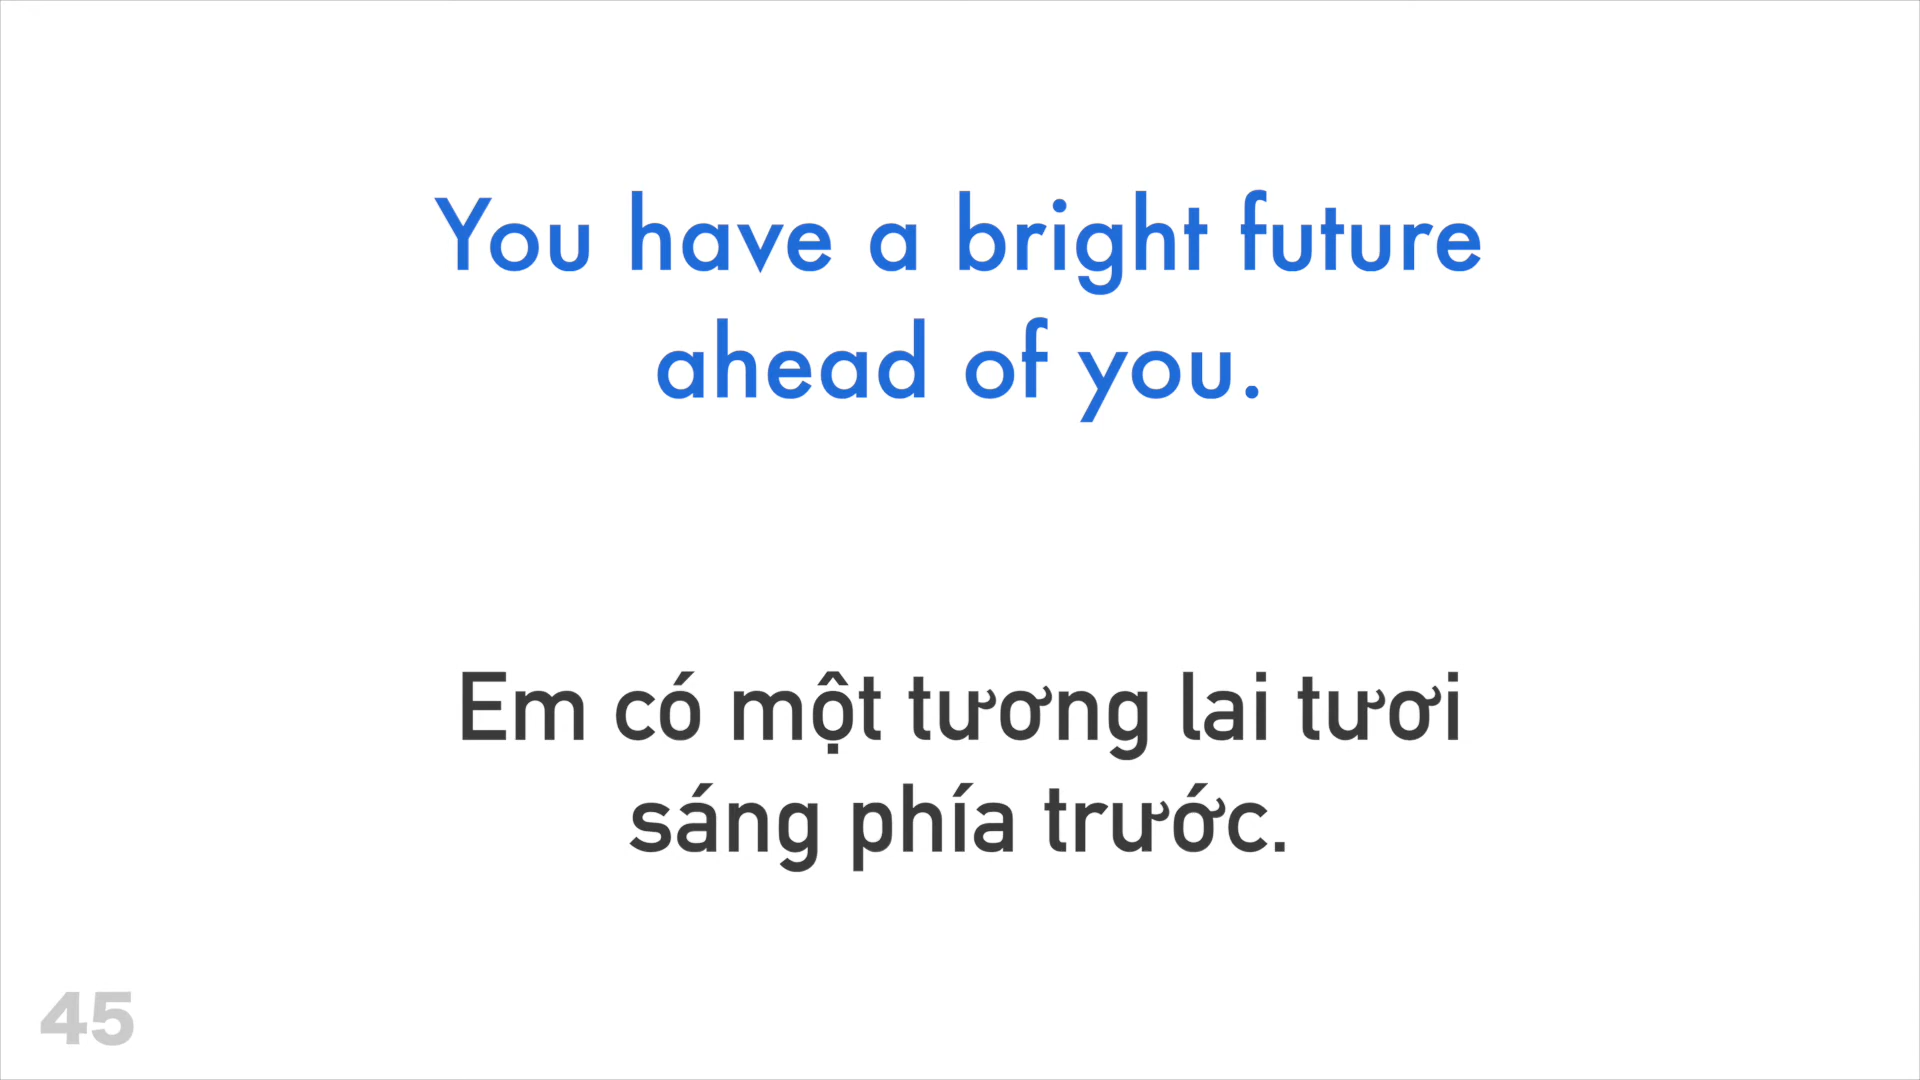 You have a bright future
ahead of you.
Em có một tương lai tươi
sáng phía trước.
45